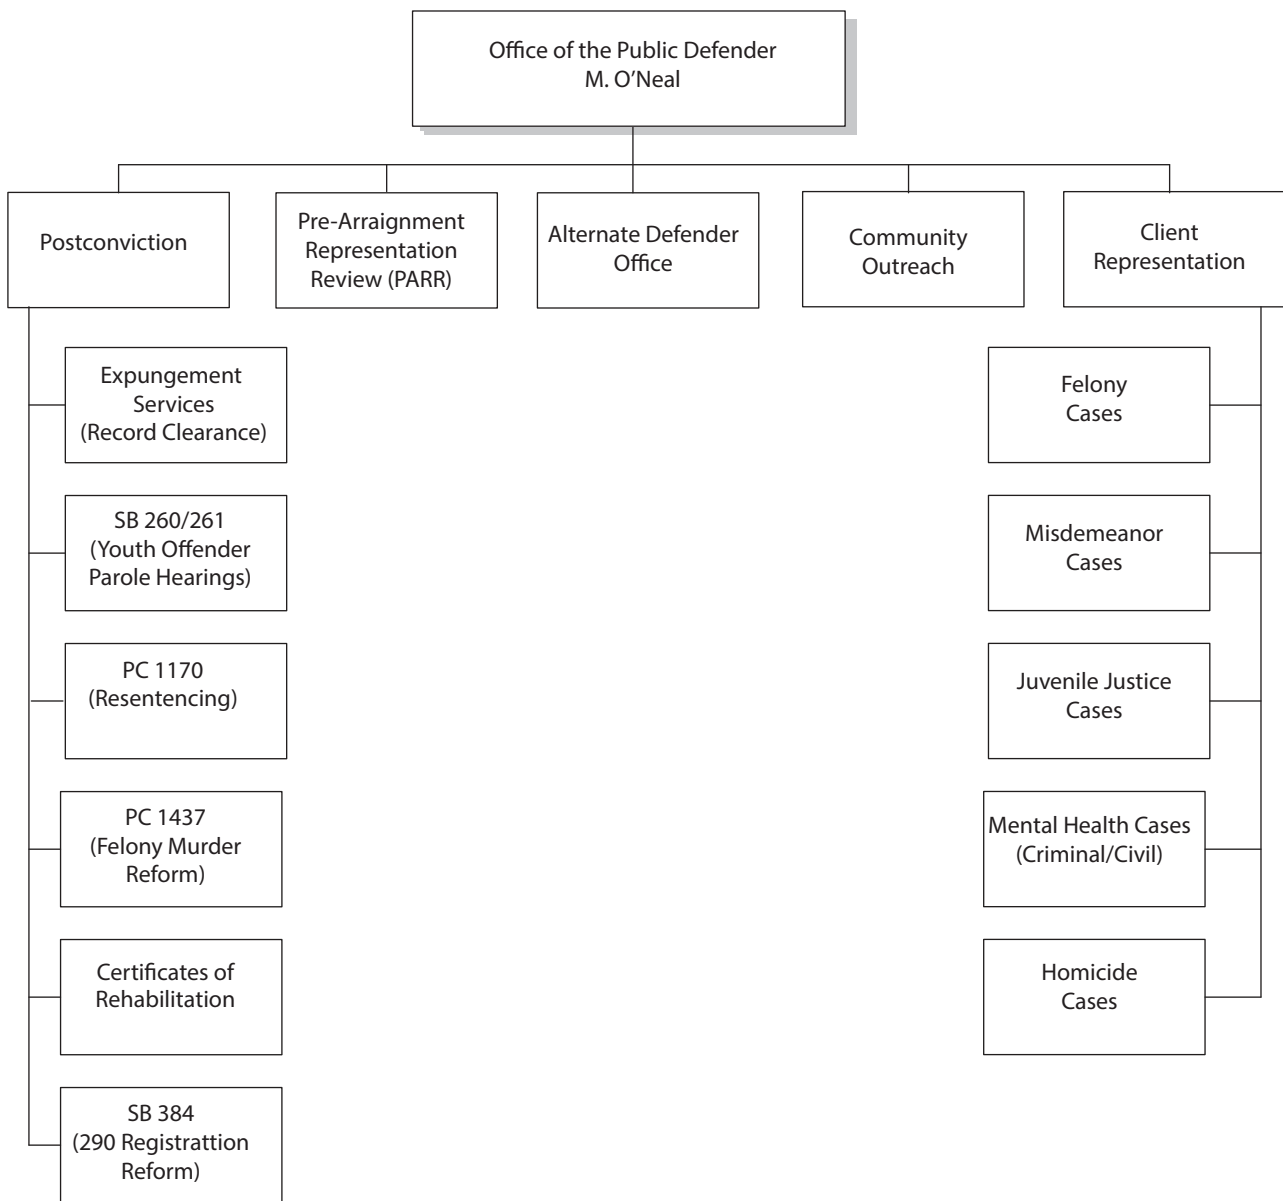 Office of the Public Defender
M. O’Neal
Postconviction
Pre-Arraignment
Representation
Review (PARR)
Alternate Defender
Office
Community
Outreach
Client
Representation
Expungement
Services
(Record Clearance)
SB 260/261
(Youth Offender
Parole Hearings)
PC 1170
(Resentencing)
PC 1437
(Felony Murder
Reform)
Certificates of
Rehabilitation
SB 384
(290 Registrattion
Reform)
Felony
Cases
Misdemeanor
Cases
Juvenile Justice
Cases
Mental Health Cases
(Criminal/Civil)
Homicide
Cases